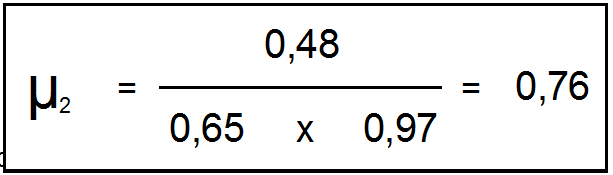 0,48
μ₂ = ——— = 0,76
0,65 x 0,97